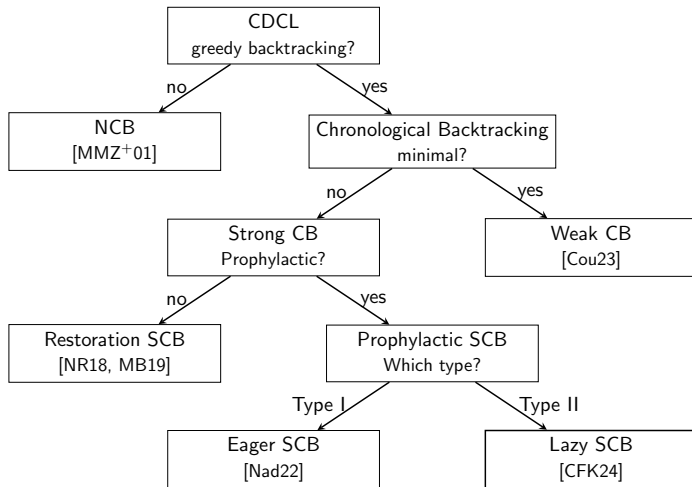 CDCL
greedy backtracking?
no
yes
NCB
[MMZ+01]
Chronological Backtracking
minimal?
no
yes
Strong CB
Prophylactic?
Weak CB
[Cou23]
no
yes
Restoration SCB
[NR18, MB19]
Prophylactic SCB
Which type?
Type I
Type II
Eager SCB
[Nad22]
Lazy SCB
[CFK24]